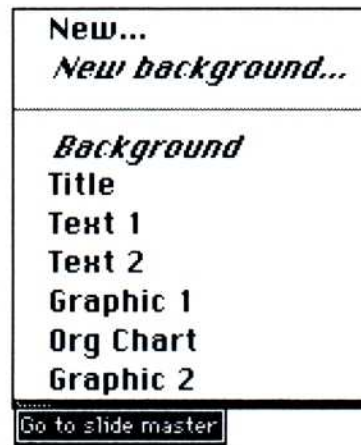 New...
New background...
Background
Title
Text 1
Text 2
Graphic 1
Org Chart
Graphic 2
Go to slide master